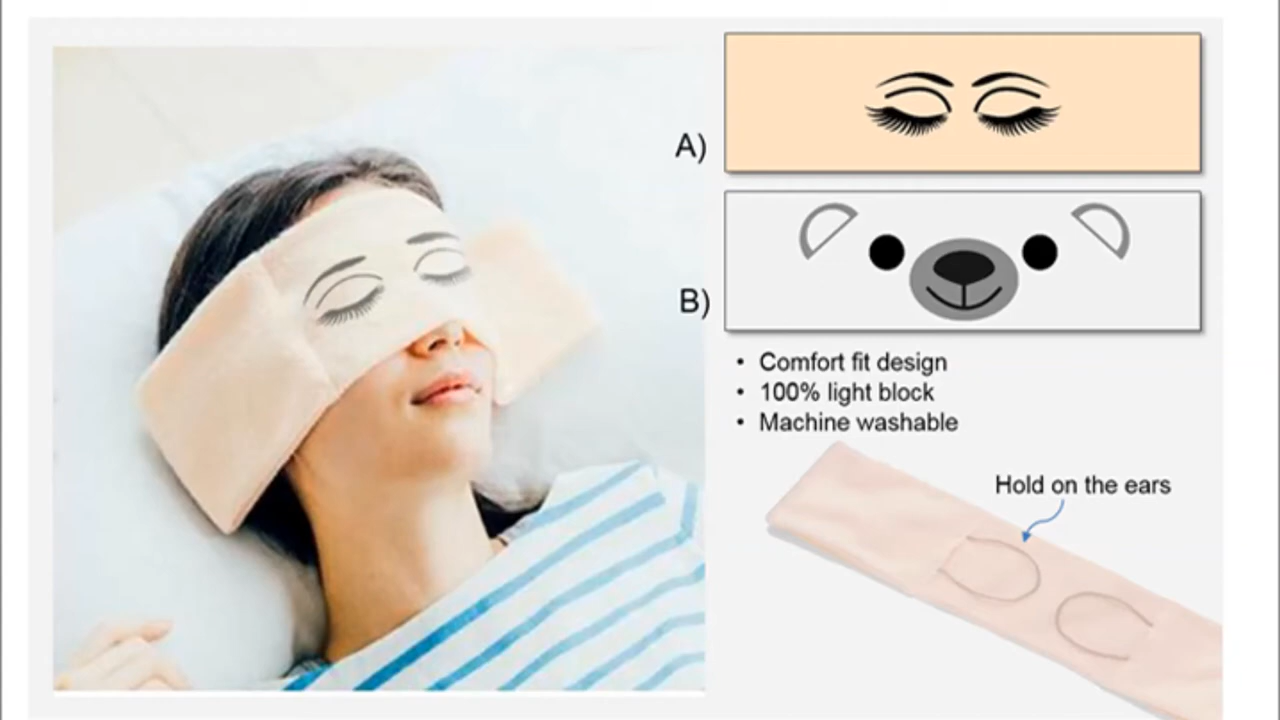 A)
B)
• Comfort fit design
• 100% light block
• Machine washable
Hold on the ears